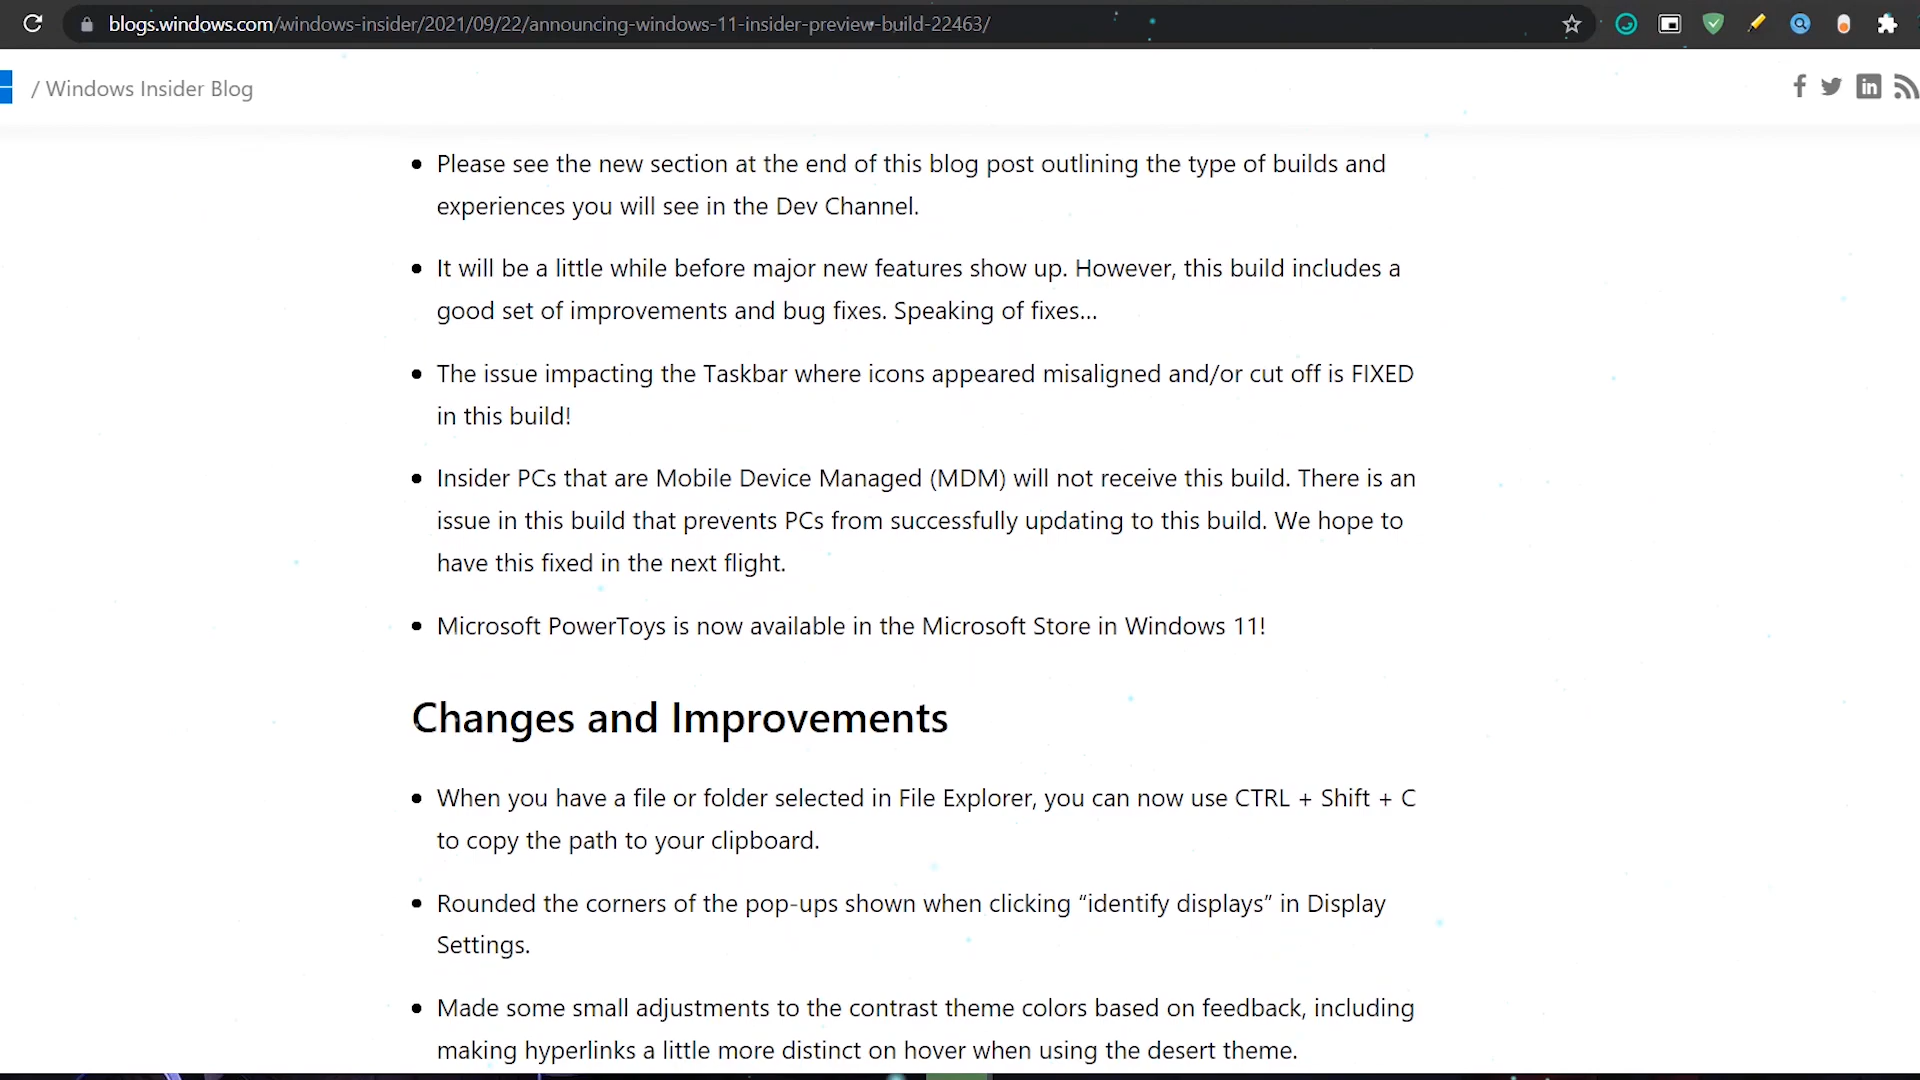 blogs.windows.com/windows-insider/2021/09/22/announcing-windows-11-insider-preview-build-22463/
/ Windows Insider Blog
• Please see the new section at the end of this blog post outlining the type of builds and
experiences you will see in the Dev Channel.
• It will be a little while before major new features show up. However, this build includes a
good set of improvements and bug fixes. Speaking of fixes…
• The issue impacting the Taskbar where icons appeared misaligned and/or cut off is FIXED
in this build!
• Insider PCs that are Mobile Device Managed (MDM) will not receive this build. There is an
issue in this build that prevents PCs from successfully updating to this build. We hope to
have this fixed in the next flight.
• Microsoft PowerToys is now available in the Microsoft Store in Windows 11!
Changes and Improvements
• When you have a file or folder selected in File Explorer, you can now use CTRL + Shift + C
to copy the path to your clipboard.
• Rounded the corners of the pop-ups shown when clicking “identify displays” in Display
Settings.
• Made some small adjustments to the contrast theme colors based on feedback, including
making hyperlinks a little more distinct on hover when using the desert theme.